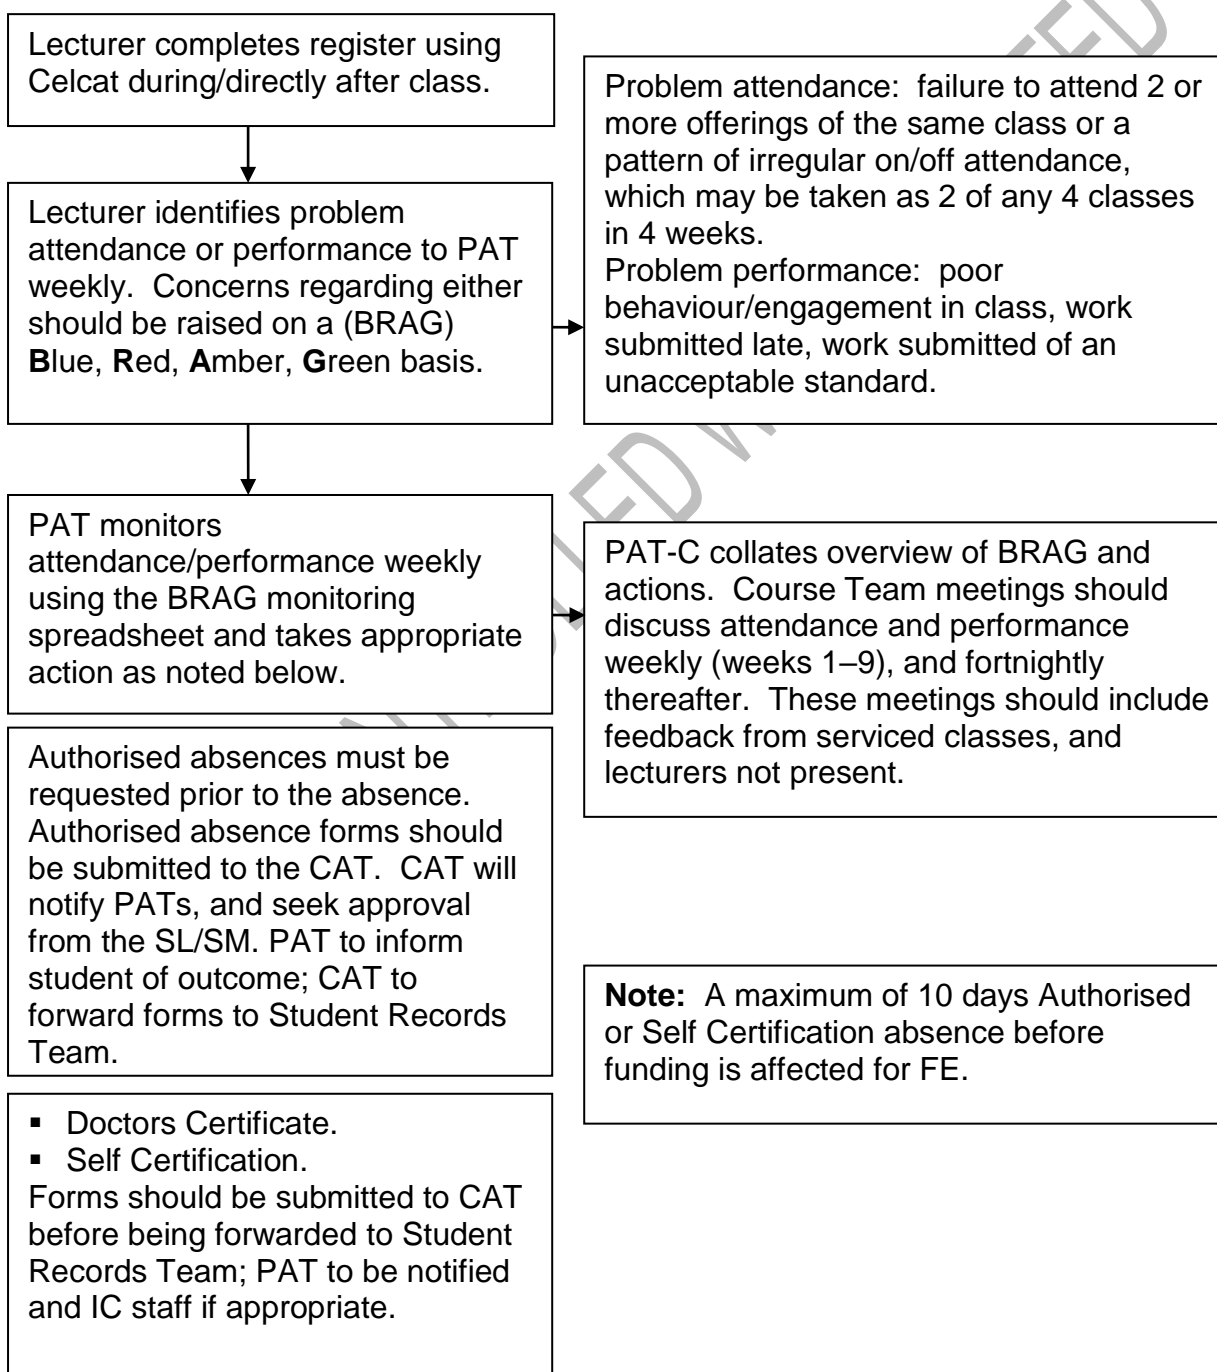 Lecturer completes register using
Celcat during/directly after class.
Lecturer identifies problem
attendance or performance to PAT
weekly.  Concerns regarding either
should be raised on a (BRAG)
Blue, Red, Amber, Green basis.
Problem attendance:  failure to attend 2 or
more offerings of the same class or a
pattern of irregular on/off attendance,
which may be taken as 2 of any 4 classes
in 4 weeks.
Problem performance:  poor
behaviour/engagement in class, work
submitted late, work submitted of an
unacceptable standard.
PAT monitors
attendance/performance weekly
using the BRAG monitoring
spreadsheet and takes appropriate
action as noted below.
PAT-C collates overview of BRAG and
actions.  Course Team meetings should
discuss attendance and performance
weekly (weeks 1–9), and fortnightly
thereafter.  These meetings should include
feedback from serviced classes, and
lecturers not present.
Authorised absences must be
requested prior to the absence.
Authorised absence forms should
be submitted to the CAT.  CAT will
notify PATs, and seek approval
from the SL/SM. PAT to inform
student of outcome; CAT to
forward forms to Student Records
Team.
Note:  A maximum of 10 days Authorised
or Self Certification absence before
funding is affected for FE.
▪ Doctors Certificate.
▪ Self Certification.
Forms should be submitted to CAT
before being forwarded to Student
Records Team; PAT to be notified
and IC staff if appropriate.